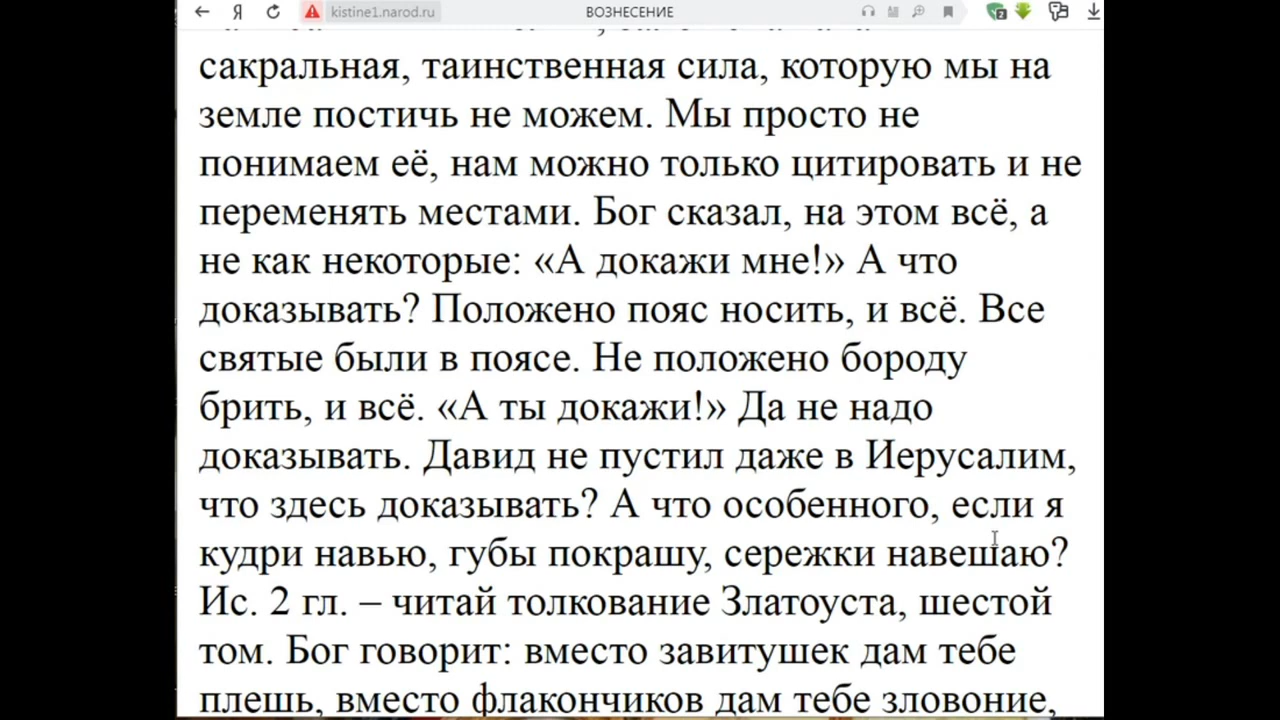 Я kistine1.narod.ru ВОЗНЕСЕНИЕ 2
сакральная, таинственная сила, которую мы на
земле постичь не можем. Мы просто не
понимаем её, нам можно только цитировать и не
переменять местами. Бог сказал, на этом всё, а
не как некоторые: «А докажи мне!» А что
доказывать? Положено пояс носить, и всё. Все
святые были в поясе. Не положено бороду
брить, и всё. «А ты докажи!» Да не надо
доказывать. Давид не пустил даже в Иерусалим,
что здесь доказывать? А что особенного, если я
кудри навью, губы покрашу, сережки навешаю?
Ис. 2 гл. – читай толкование Златоуста, шестой
том. Бог говорит: вместо завитушек дам тебе
плешь, вместо флакончиков дам тебе зловоние,